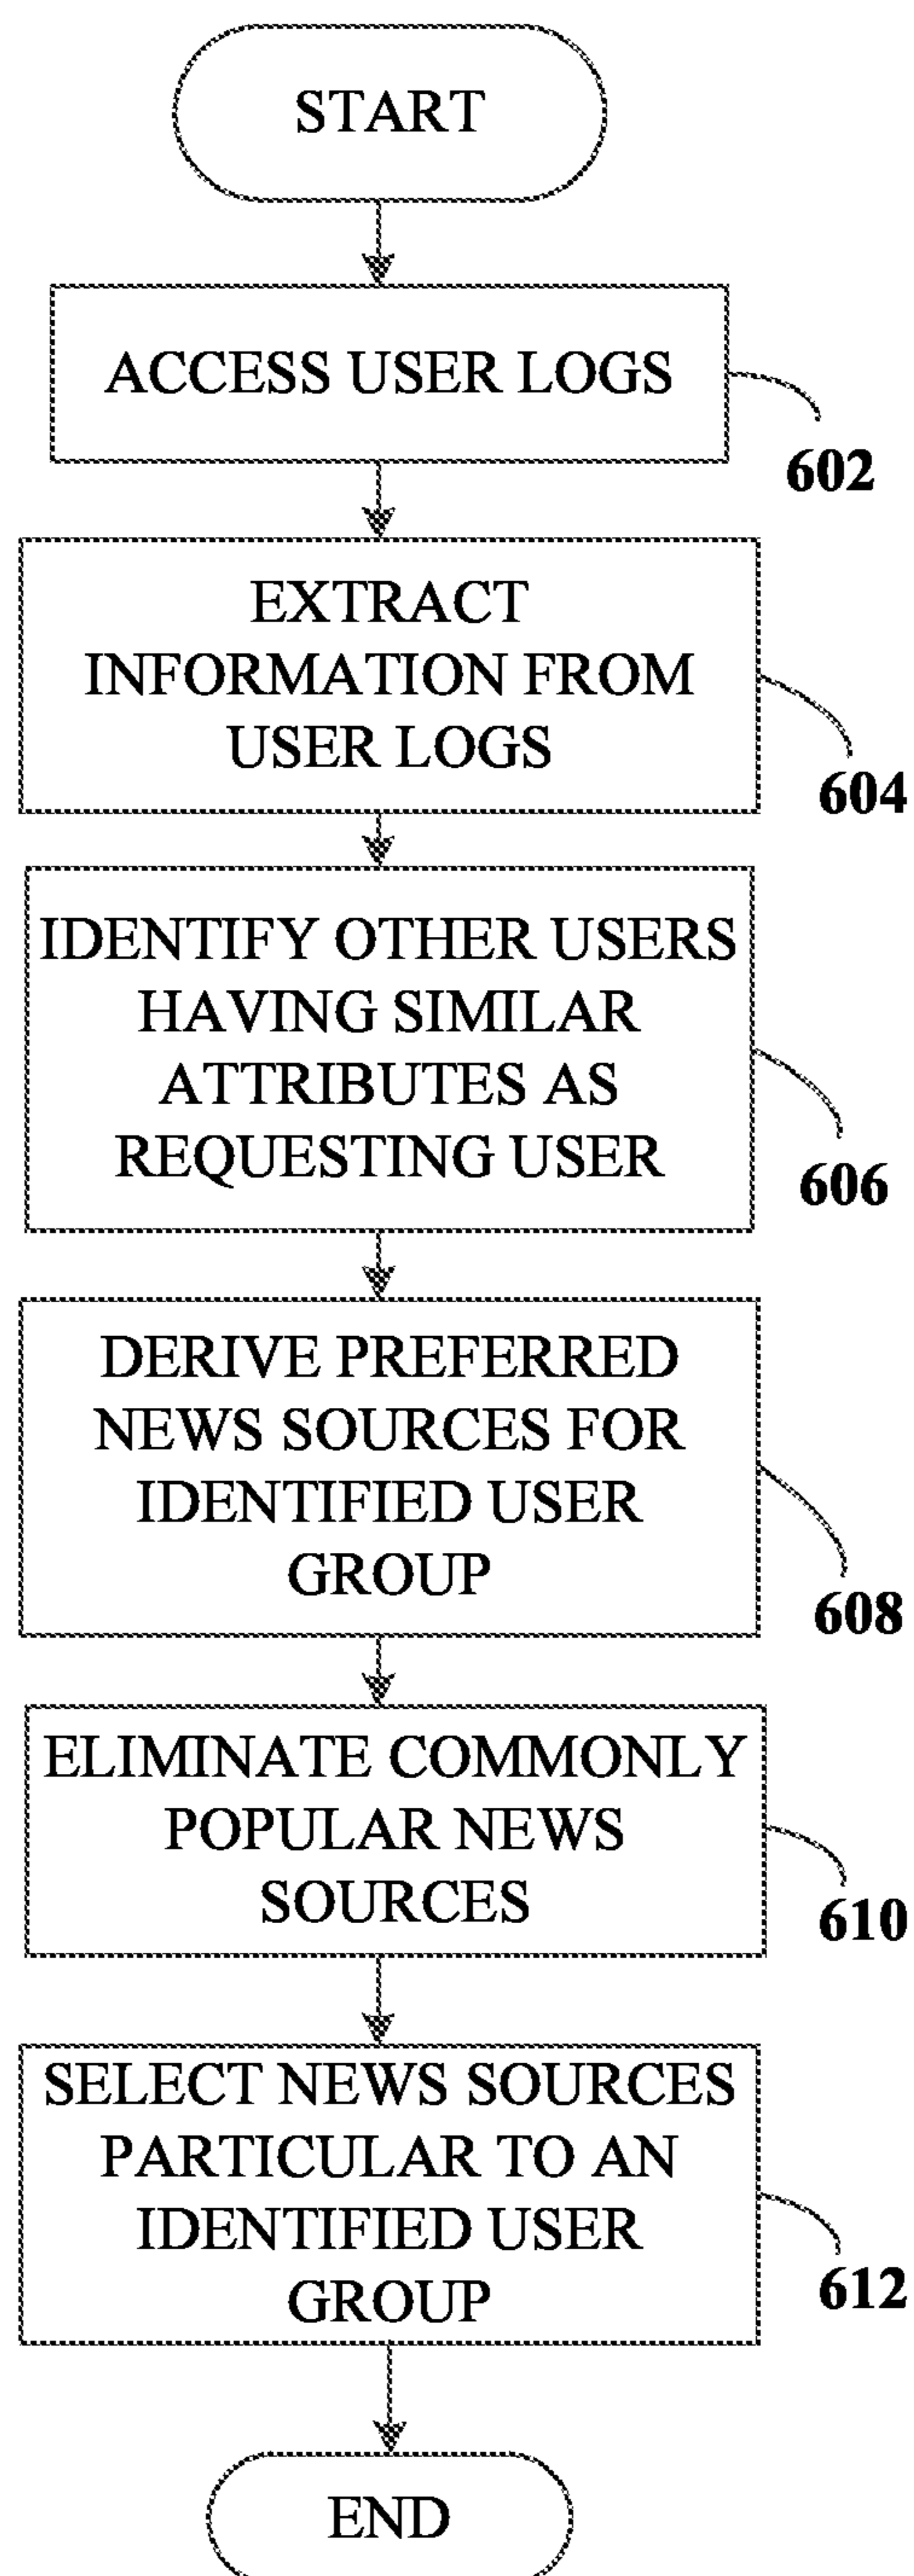 START
ACCESS USER LOGS
602
EXTRACT
INFORMATION FROM
USER LOGS
604
IDENTIFY OTHER USERS
HAVING SIMILAR
ATTRIBUTES AS
REQUESTING USER
606
DERIVE PREFERRED
NEWS SOURCES FOR
IDENTIFIED USER
GROUP
608
ELIMINATE COMMONLY
POPULAR NEWS
SOURCES
610
SELECT NEWS SOURCES
PARTICULAR TO AN
IDENTIFIED USER
GROUP
612
END